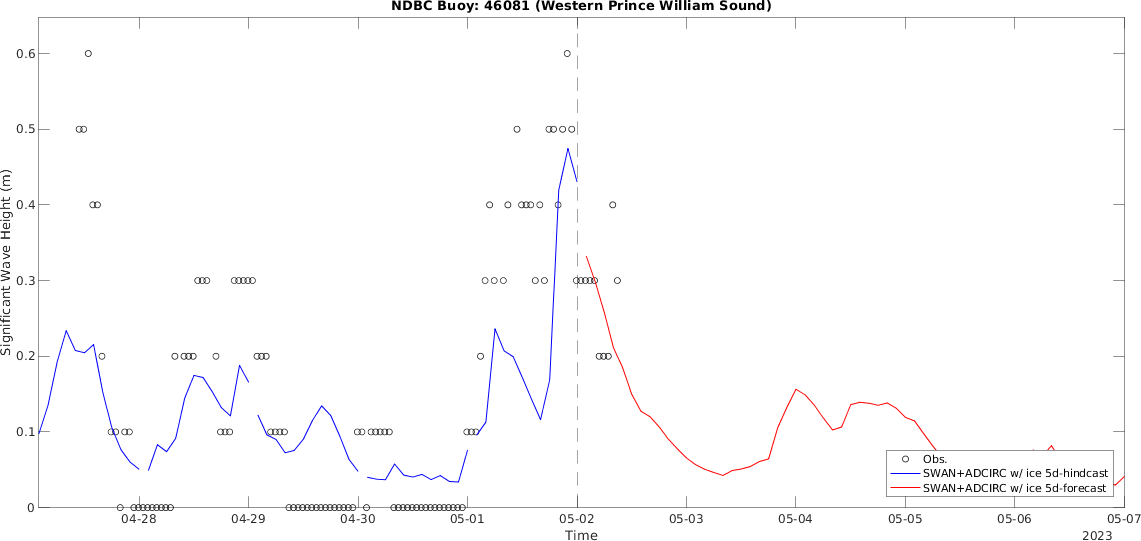 NDBC Buoy: 46081 (Western Prince William Sound)
0.6
0.5
0.4
0.3
0.2
0.1
0
Significant Wave Height (m)
Obs.
SWAN+ADCIRC w/ ice 5d-hindcast
SWAN+ADCIRC w/ ice 5d-forecast
04-28 04-29 04-30 05-01 05-02 05-03 05-04 05-05 05-06 05-07
Time
2023